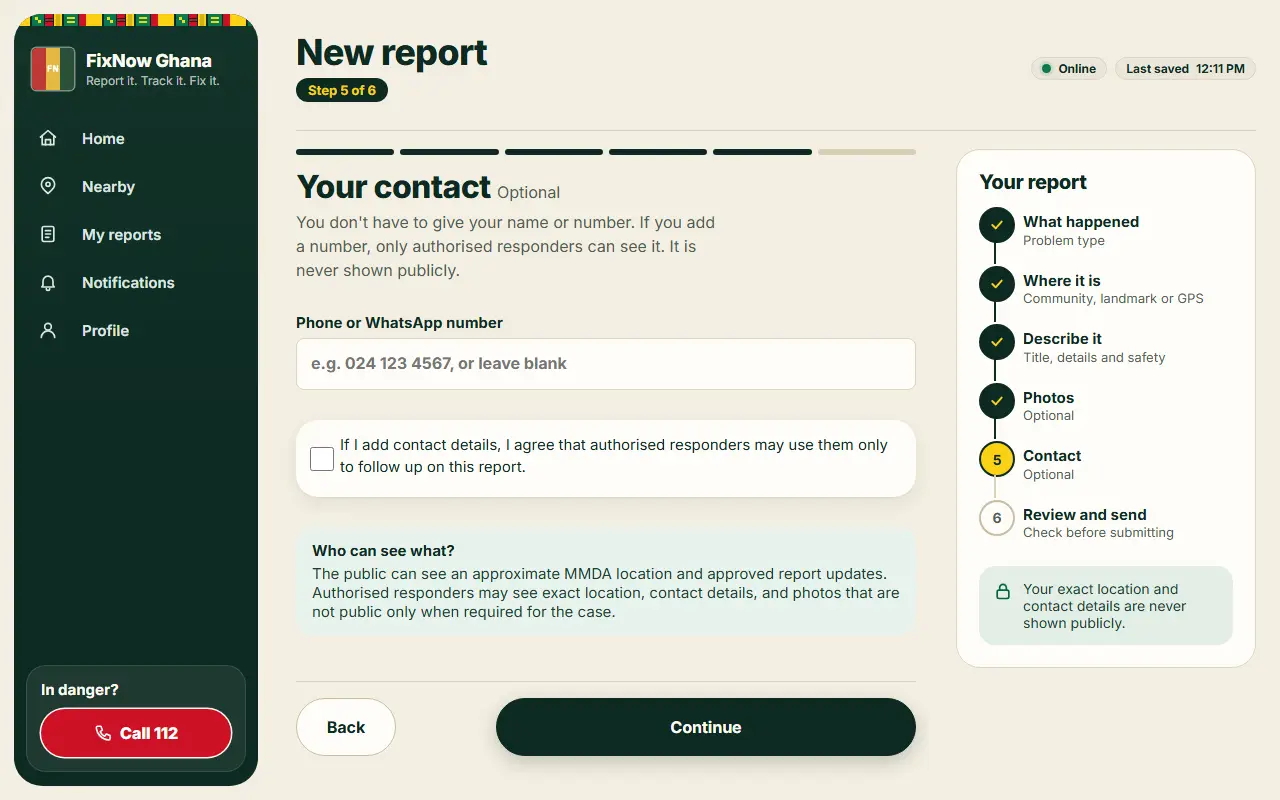 FN
FixNow Ghana
Report it. Track it. Fix it.
Home
Nearby
My reports
Notifications
Profile
In danger?
Call 112
New report
Step 5 of 6
Online
Last saved 12:11 PM
Your contact Optional
You don't have to give your name or number. If you add
a number, only authorised responders can see it. It is
never shown publicly.
Phone or WhatsApp number
e.g. 024 123 4567, or leave blank
If I add contact details, I agree that authorised responders may use them only
to follow up on this report.
Who can see what?
The public can see an approximate MMDA location and approved report updates.
Authorised responders may see exact location, contact details, and photos that are
not public only when required for the case.
Back
Continue
Your report
What happened
Problem type
Where it is
Community, landmark or GPS
Describe it
Title, details and safety
Photos
Optional
5
Contact
Optional
6
Review and send
Check before submitting
Your exact location and
contact details are never
shown publicly.